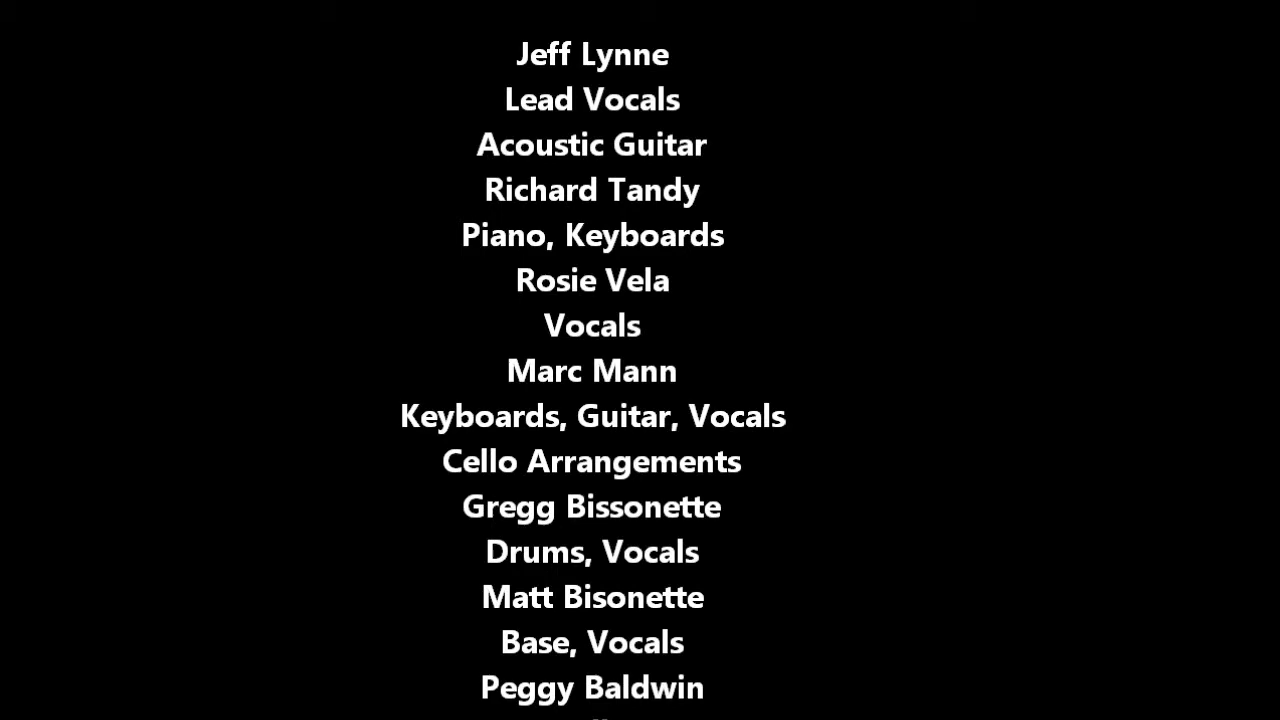 Jeff Lynne
Lead Vocals
Acoustic Guitar
Richard Tandy
Piano, Keyboards
Rosie Vela
Vocals
Marc Mann
Keyboards, Guitar, Vocals
Cello Arrangements
Gregg Bissonette
Drums, Vocals
Matt Bisonette
Base, Vocals
Peggy Baldwin